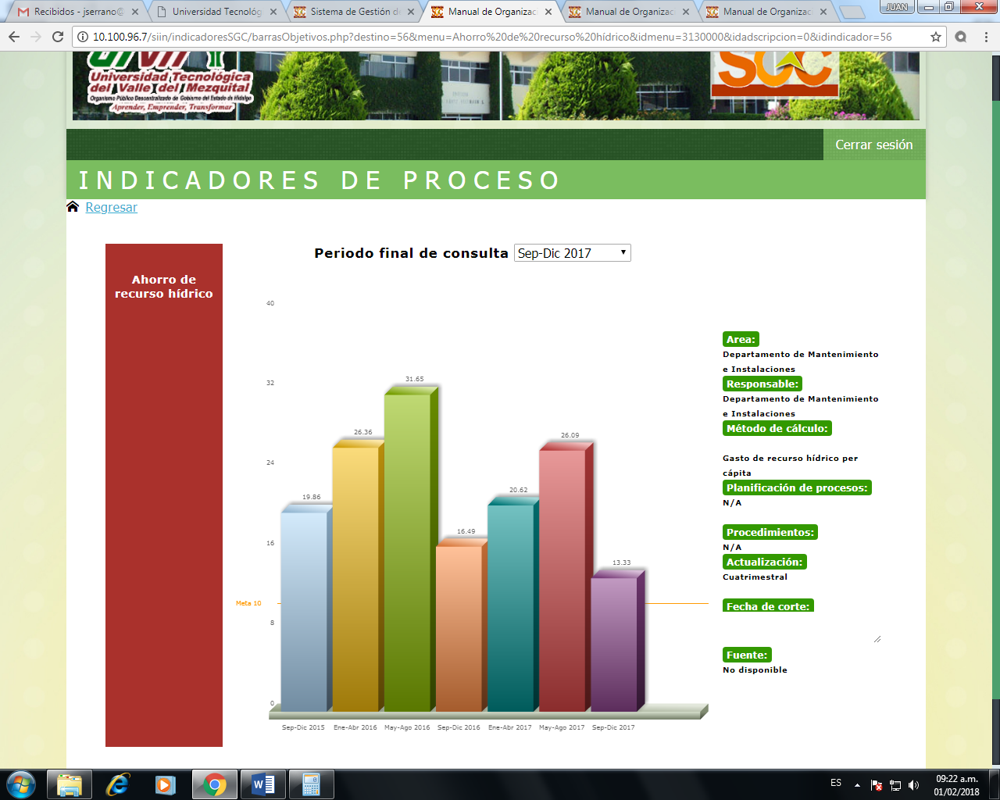 Recibidos - jserrano@
Universidad Tecnológ
Sistema de Gestión de
Manual de Organizac
Manual de Organizac
Manual de Organizac
JUAN
10.100.96.7/siin/indicadoresSGC/barrasObjetivos.php?destino=56&menu=Ahorro%20de%20recurso%20hídrico&idmenu=3130000&idadscripcion=0&idindicador=56
UTVM
Universidad Tecnológica
del Valle del Mezquital
Organismo Público Descentralizado de Gobierno del Estado de Hidalgo
Aprender, Emprender, Transformar
SGC
Cerrar sesión
INDICADORES DE PROCESO
Regresar
Ahorro de
recurso hídrico
Periodo final de consulta Sep-Dic 2017
40
32
24
16
Meta 10
8
0
19.86
26.36
31.65
16.49
20.62
26.09
13.33
Sep-Dic 2015 Ene-Abr 2016 May-Ago 2016 Sep-Dic 2016 Ene-Abr 2017 May-Ago 2017 Sep-Dic 2017
Area:
Departamento de Mantenimiento
e Instalaciones
Responsable:
Departamento de Mantenimiento
e Instalaciones
Método de cálculo:
Gasto de recurso hídrico per
cápita
Planificación de procesos:
N/A
Procedimientos:
N/A
Actualización:
Cuatrimestral
Fecha de corte:
Fuente:
No disponible
ES
09:22 a.m.
01/02/2018